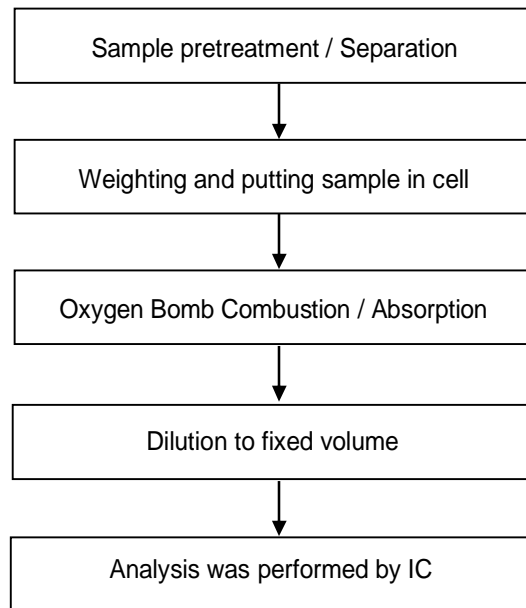 Sample pretreatment / Separation
Weighting and putting sample in cell
Oxygen Bomb Combustion / Absorption
Dilution to fixed volume
Analysis was performed by IC